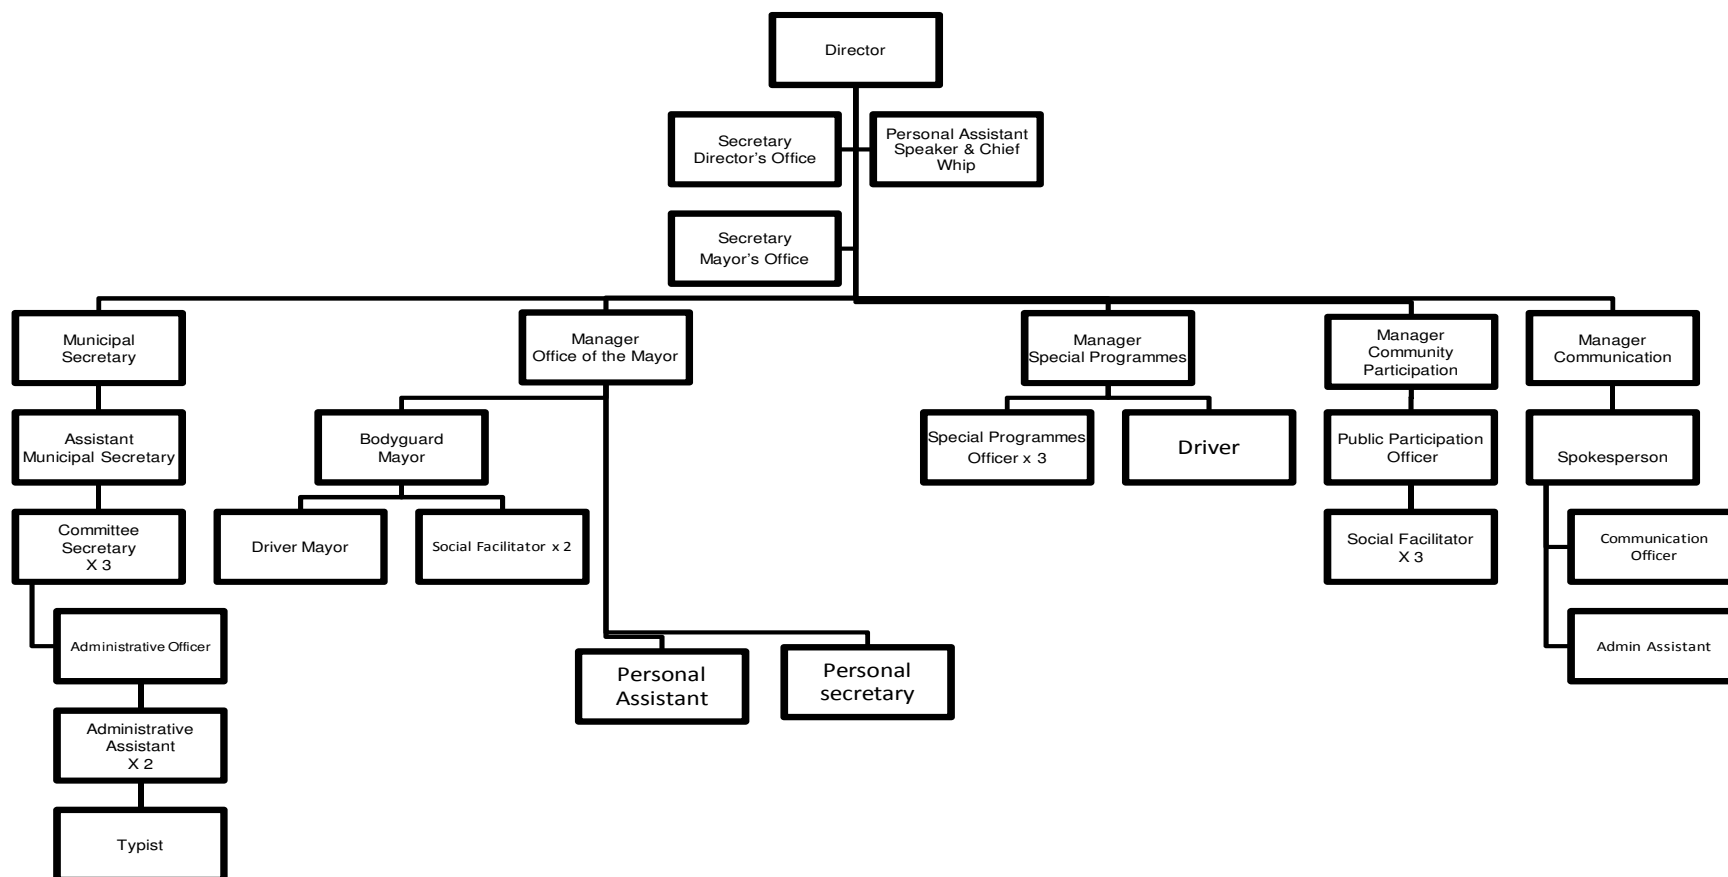 Director
Secretary
Director's Office
Personal Assistant
Speaker & Chief
Whip
Secretary
Mayor's Office
Municipal
Secretary
Manager
Office of the Mayor
Manager
Special Programmes
Manager
Community
Participation
Manager
Communication
Assistant
Municipal Secretary
Bodyguard
Mayor
Special Programmes
Officer x 3
Driver
Public Participation
Officer
Spokesperson
Committee
Secretary
X 3
Driver Mayor
Social Facilitator x 2
Social Facilitator
X 3
Communication
Officer
Administrative Officer
Personal
Assistant
Personal
secretary
Admin Assistant
Administrative
Assistant
X 2
Typist